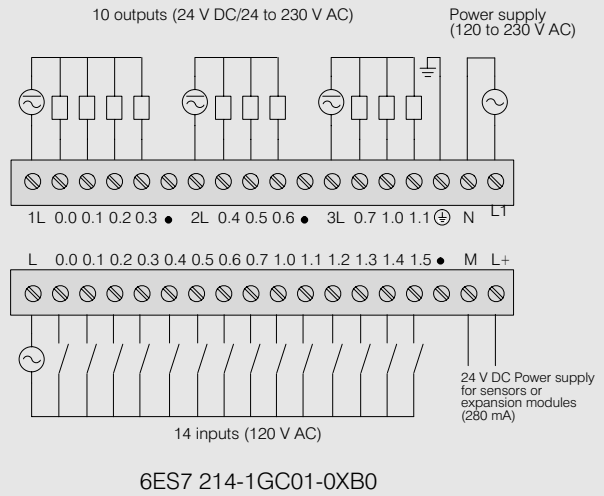 10 outputs (24 V DC/24 to 230 V AC)
Power supply
(120 to 230 V AC)
1L 0.0 0.1 0.2 0.3 • 2L 0.4 0.5 0.6 • 3L 0.7 1.0 1.1 N L1
L 0.0 0.1 0.2 0.3 0.4 0.5 0.6 0.7 1.0 1.1 1.2 1.3 1.4 1.5 • M L+
24 V DC Power supply
for sensors or
expansion modules
(280 mA)
14 inputs (120 V AC)
6ES7 214-1GC01-0XB0